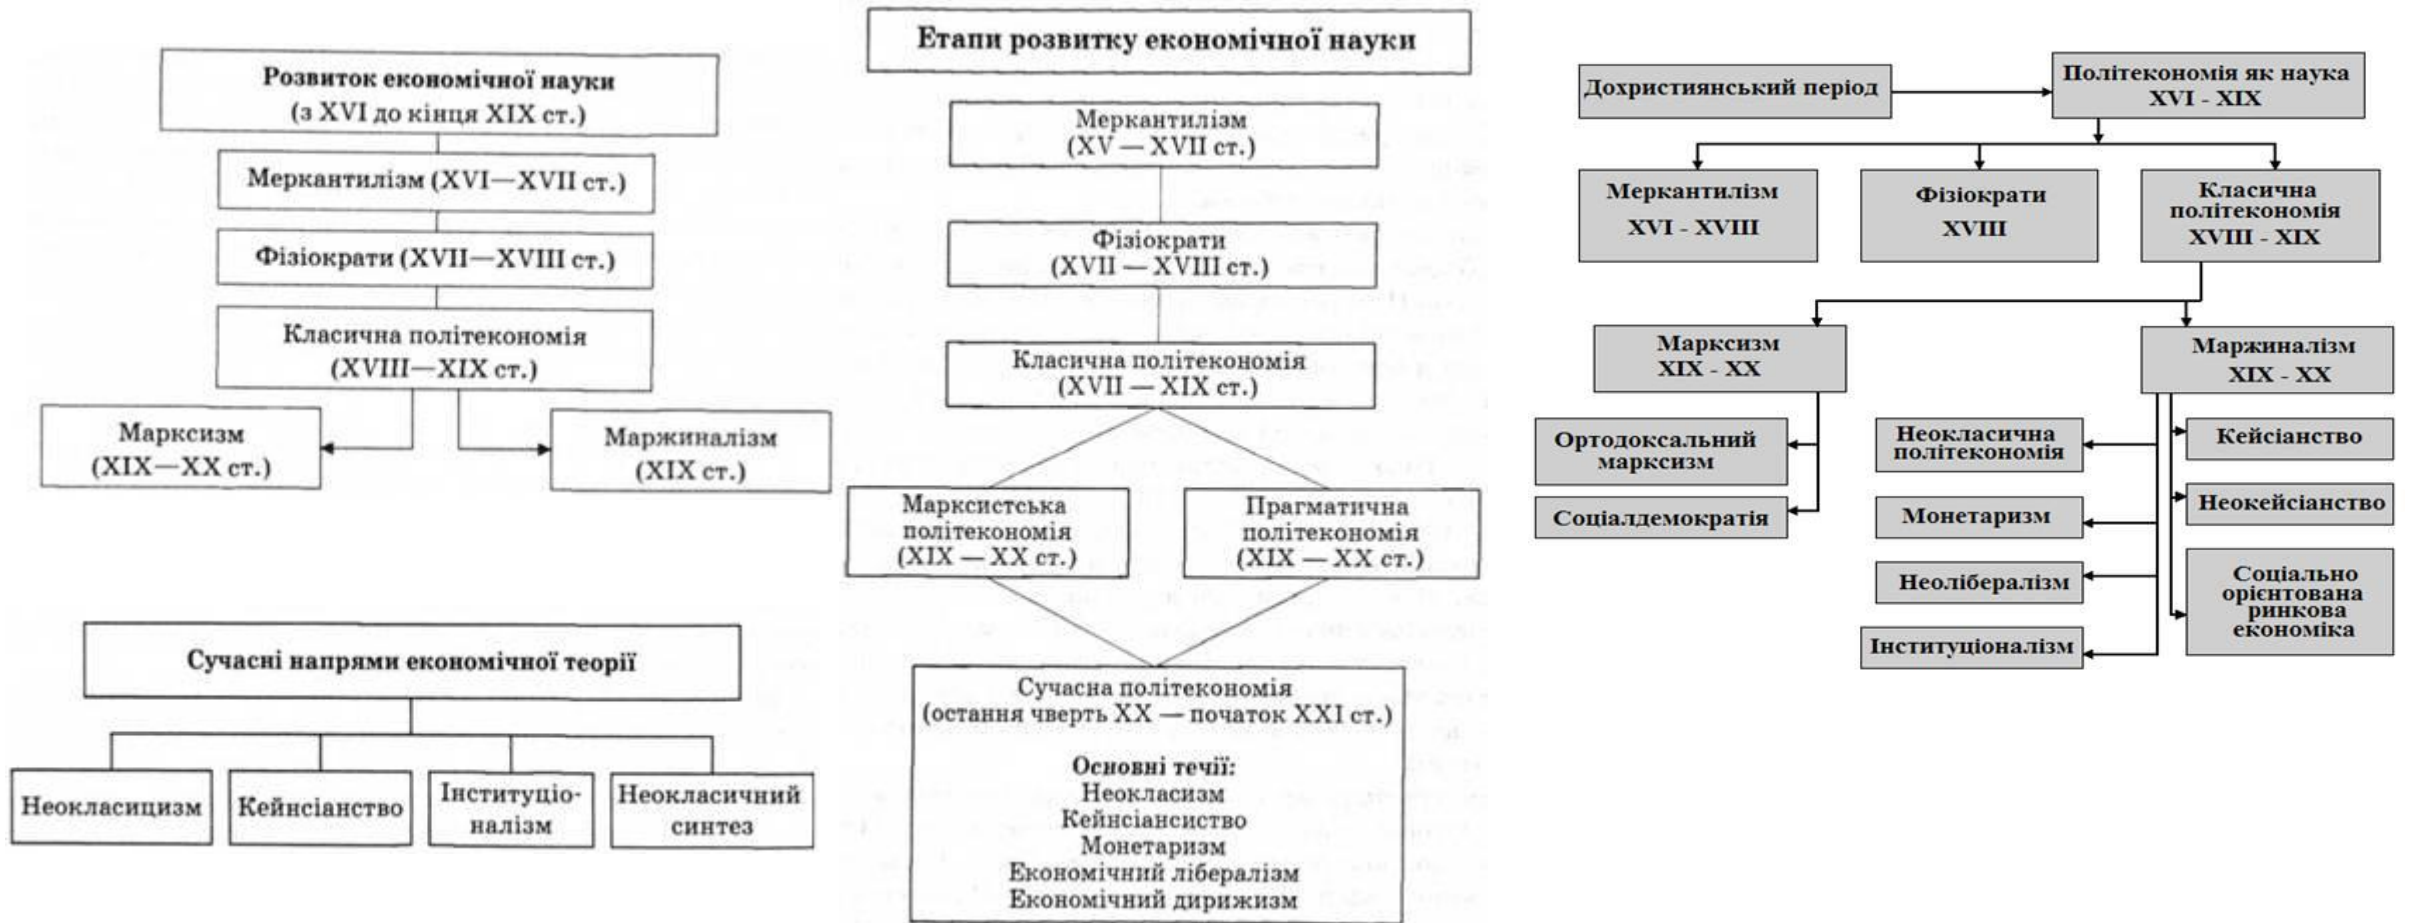 Розвиток економічної науки
(з XVI до кінця XIX ст.)
Меркантилізм (XVI—XVII ст.)
Фізіократи (XVII—XVIII ст.)
Класична політекономія
(XVIII—XIX ст.)
Марксизм
(XIX—XX ст.)
Маржиналізм
(XIX ст.)
Сучасні напрями економічної теорії
Неокласицизм
Кейнсіанство
Інституціо-
налізм
Неокласичний
синтез
Етапи розвитку економічної науки
Меркантилізм
(XV — XVII ст.)
Фізіократи
(XVII — XVIII ст.)
Класична політекономія
(XVII — XIX ст.)
Марксистська
політекономія
(XIX — XX ст.)
Прагматична
політекономія
(XIX — XX ст.)
Сучасна політекономія
(остання чверть XX — початок XXI ст.)
Основні течії:
Неокласизм
Кейнсіансиство
Монетаризм
Економічний лібералізм
Економічний дирижизм
Дохристиянський період
Політекономія як наука
XVI - XIX
Меркантилізм
XVI - XVIII
Фізіократи
XVIII
Класична
політекономія
XVIII - XIX
Марксизм
XIX - XX
Маржиналізм
XIX - XX
Ортодоксальний
марксизм
Соціалдемократія
Неокласична
політекономія
Монетаризм
Неолібералізм
Інституціоналізм
Кейсіанство
Неокейсіанство
Соціально
орієнтована
ринкова
економіка